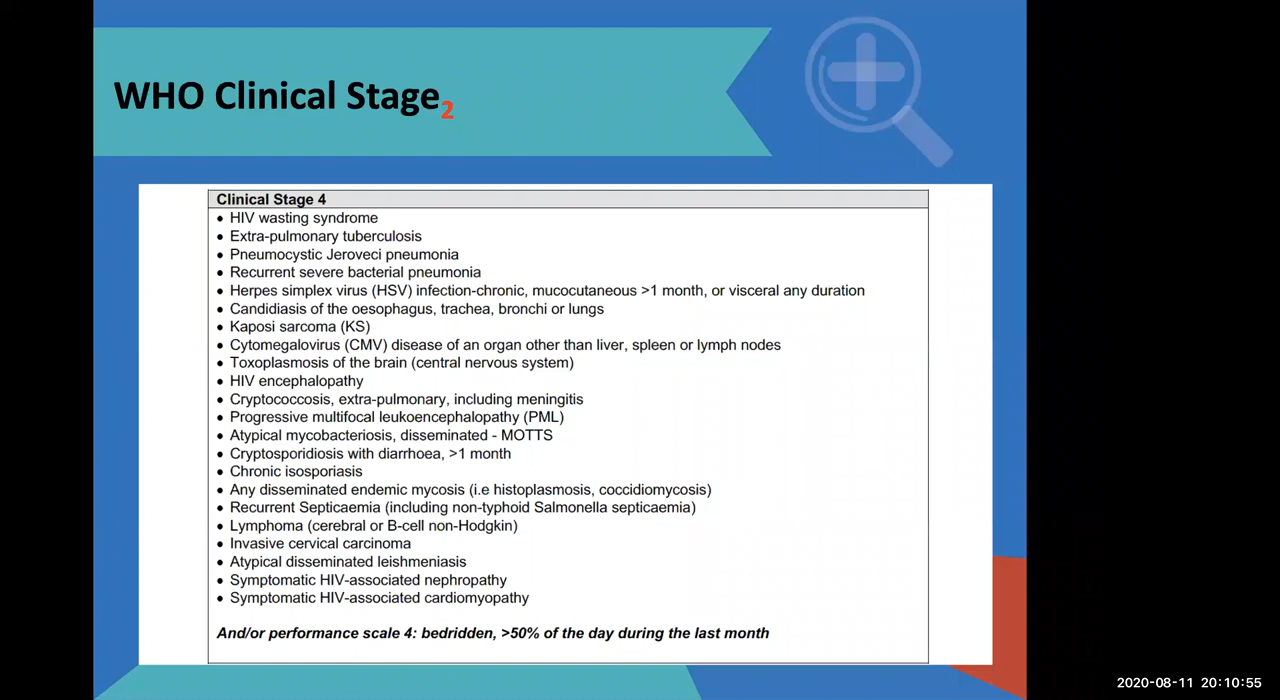 WHO Clinical Stage2
Clinical Stage 4
• HIV wasting syndrome
• Extra-pulmonary tuberculosis
• Pneumocystic Jeroveci pneumonia
• Recurrent severe bacterial pneumonia
• Herpes simplex virus (HSV) infection-chronic, mucocutaneous >1 month, or visceral any duration
• Candidiasis of the oesophagus, trachea, bronchi or lungs
• Kaposi sarcoma (KS)
• Cytomegalovirus (CMV) disease of an organ other than liver, spleen or lymph nodes
• Toxoplasmosis of the brain (central nervous system)
• HIV encephalopathy
• Cryptococcosis, extra-pulmonary, including meningitis
• Progressive multifocal leukoencephalopathy (PML)
• Atypical mycobacteriosis, disseminated - MOTTS
• Cryptosporidiosis with diarrhoea, >1 month
• Chronic isosporiasis
• Any disseminated endemic mycosis (i.e histoplasmosis, coccidiomycosis)
• Recurrent Septicaemia (including non-typhoid Salmonella septicaemia)
• Lymphoma (cerebral or B-cell non-Hodgkin)
• Invasive cervical carcinoma
• Atypical disseminated leishmeniasis
• Symptomatic HIV-associated nephropathy
• Symptomatic HIV-associated cardiomyopathy
And/or performance scale 4: bedridden, >50% of the day during the last month
2020-08-11 20:10:55